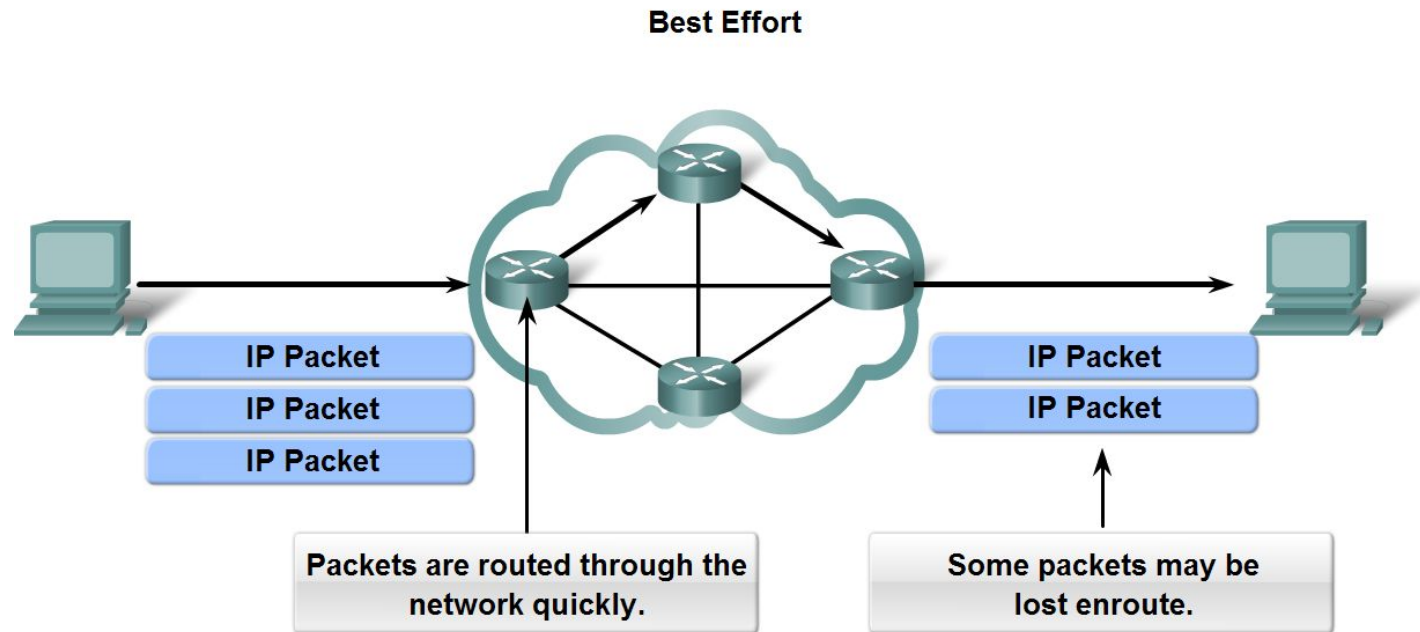 Best Effort
IP Packet
IP Packet
IP Packet
IP Packet
IP Packet
Packets are routed through the
network quickly.
Some packets may be
lost enroute.